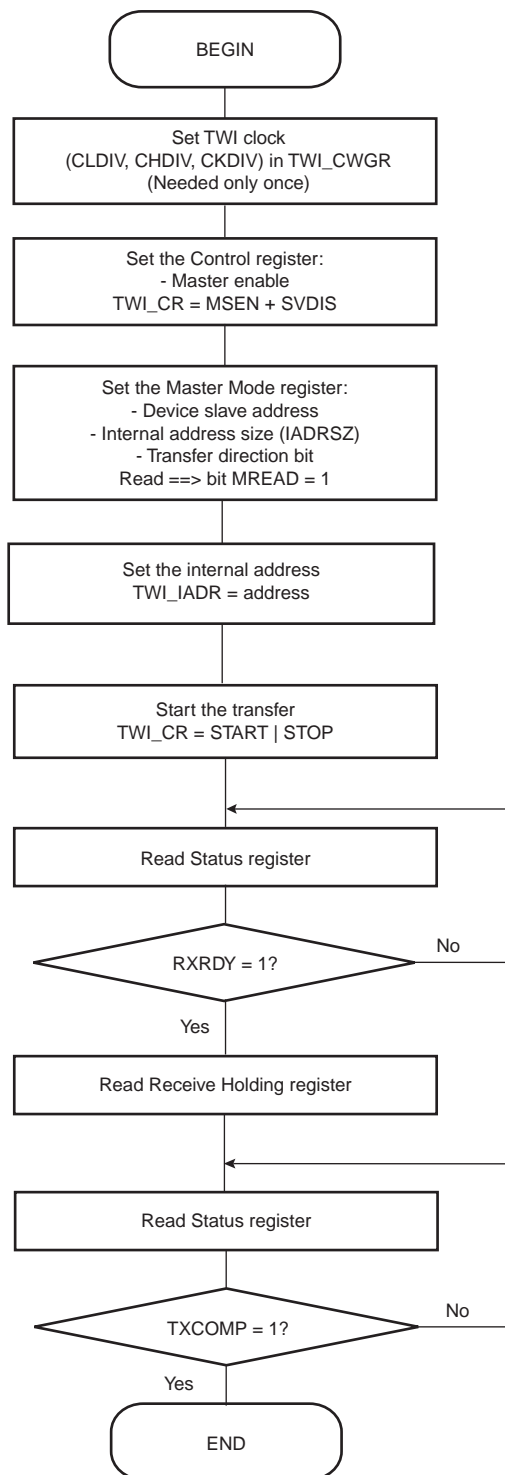 BEGIN
Set TWI clock
(CLDIV, CHDIV, CKDIV) in TWI_CWGR
(Needed only once)
Set the Control register:
- Master enable
TWI_CR = MSEN + SVDIS
Set the Master Mode register:
- Device slave address
- Internal address size (IADRSZ)
- Transfer direction bit
Read ==> bit MREAD = 1
Set the internal address
TWI_IADR = address
Start the transfer
TWI_CR = START | STOP
Read Status register
RXRDY = 1?
No
Yes
Read Receive Holding register
Read Status register
TXCOMP = 1?
No
Yes
END